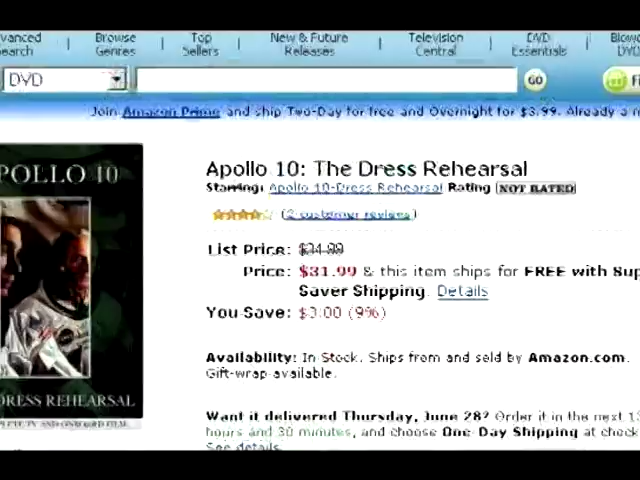 Browse Genres | Top Sellers | New & Future Releases | Television Central | DVD Essentials
DVD GO
Join Amazon Prime and ship Two-Day for free and Overnight for $3.99. Already a
APOLLO 10
DRESS REHEARSAL
Apollo 10: The Dress Rehearsal
Starring: Apollo 10-Dress Rehearsal Rating NOT RATED
(2 customer reviews)
List Price: $34.99
Price: $31.99 & this item ships for FREE with Sup
Saver Shipping. Details
You Save: $3.00 (9%)
Availability: In Stock. Ships from and sold by Amazon.com.
Gift-wrap available.
Want it delivered Thursday, June 28? Order it in the next
hours and 30 minutes, and choose One-Day Shipping at check
See details